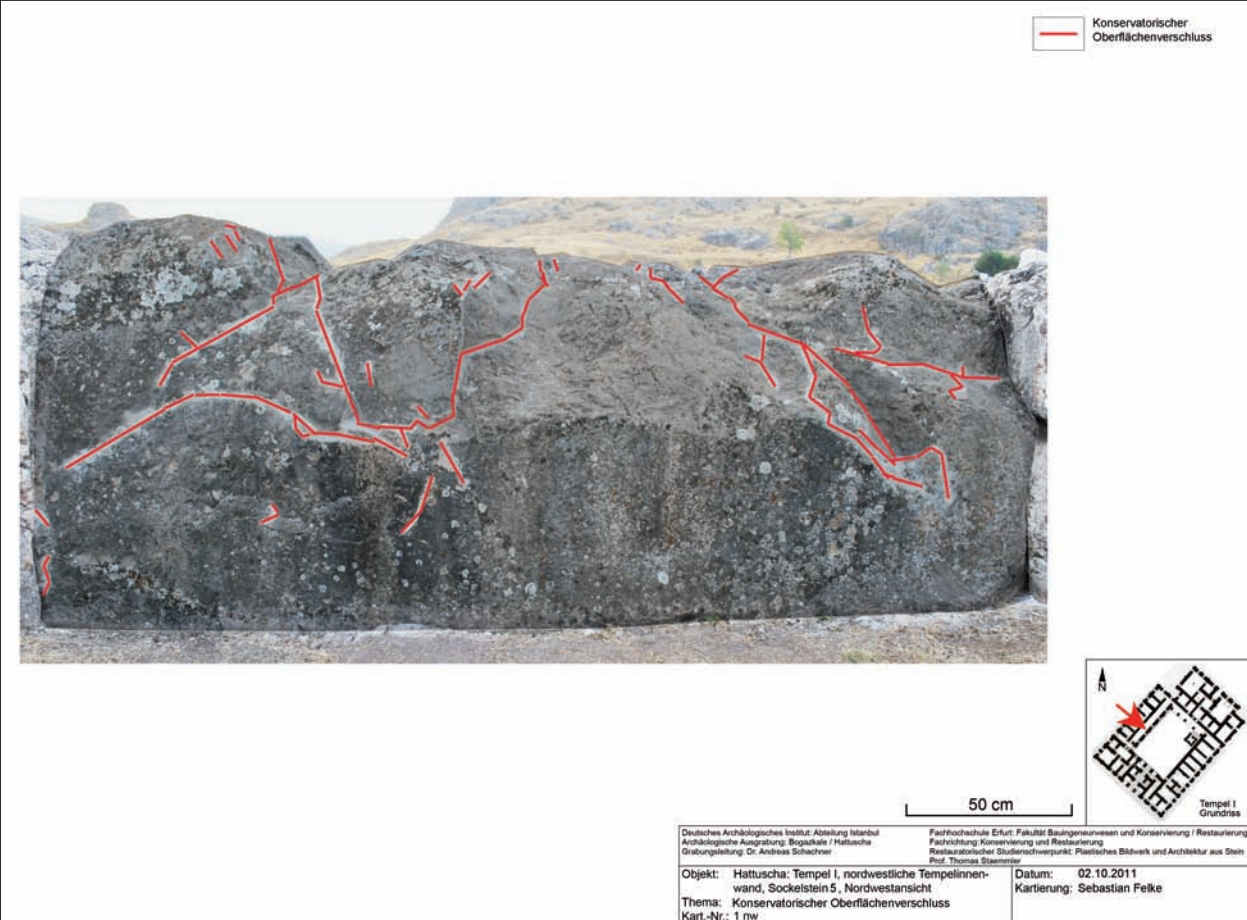 Konservatorischer
Oberflächenverschluss
N
Tempel I
Grundriss
50 cm
Deutsches Archäologisches Institut: Abteilung Istanbul
Archäologische Ausgrabung: Bogazkale / Hattuscha
Grabungsleitung: Dr. Andreas Schachner
Fachhochschule Erfurt: Fakultät Bauingeneurwesen und Konservierung / Restaurierung
Fachrichtung: Konservierung und Restaurierung
Restauratorischer Studienschwerpunkt: Plastisches Bildwerk und Architektur aus Stein
Prof. Thomas Staemmler
Objekt: Hattuscha: Tempel I, nordwestliche Tempelinnen-
wand, Sockelstein 5, Nordwestansicht
Thema: Konservatorischer Oberflächenverschluss
Kart.-Nr.: 1 nw
Datum: 02.10.2011
Kartierung: Sebastian Felke